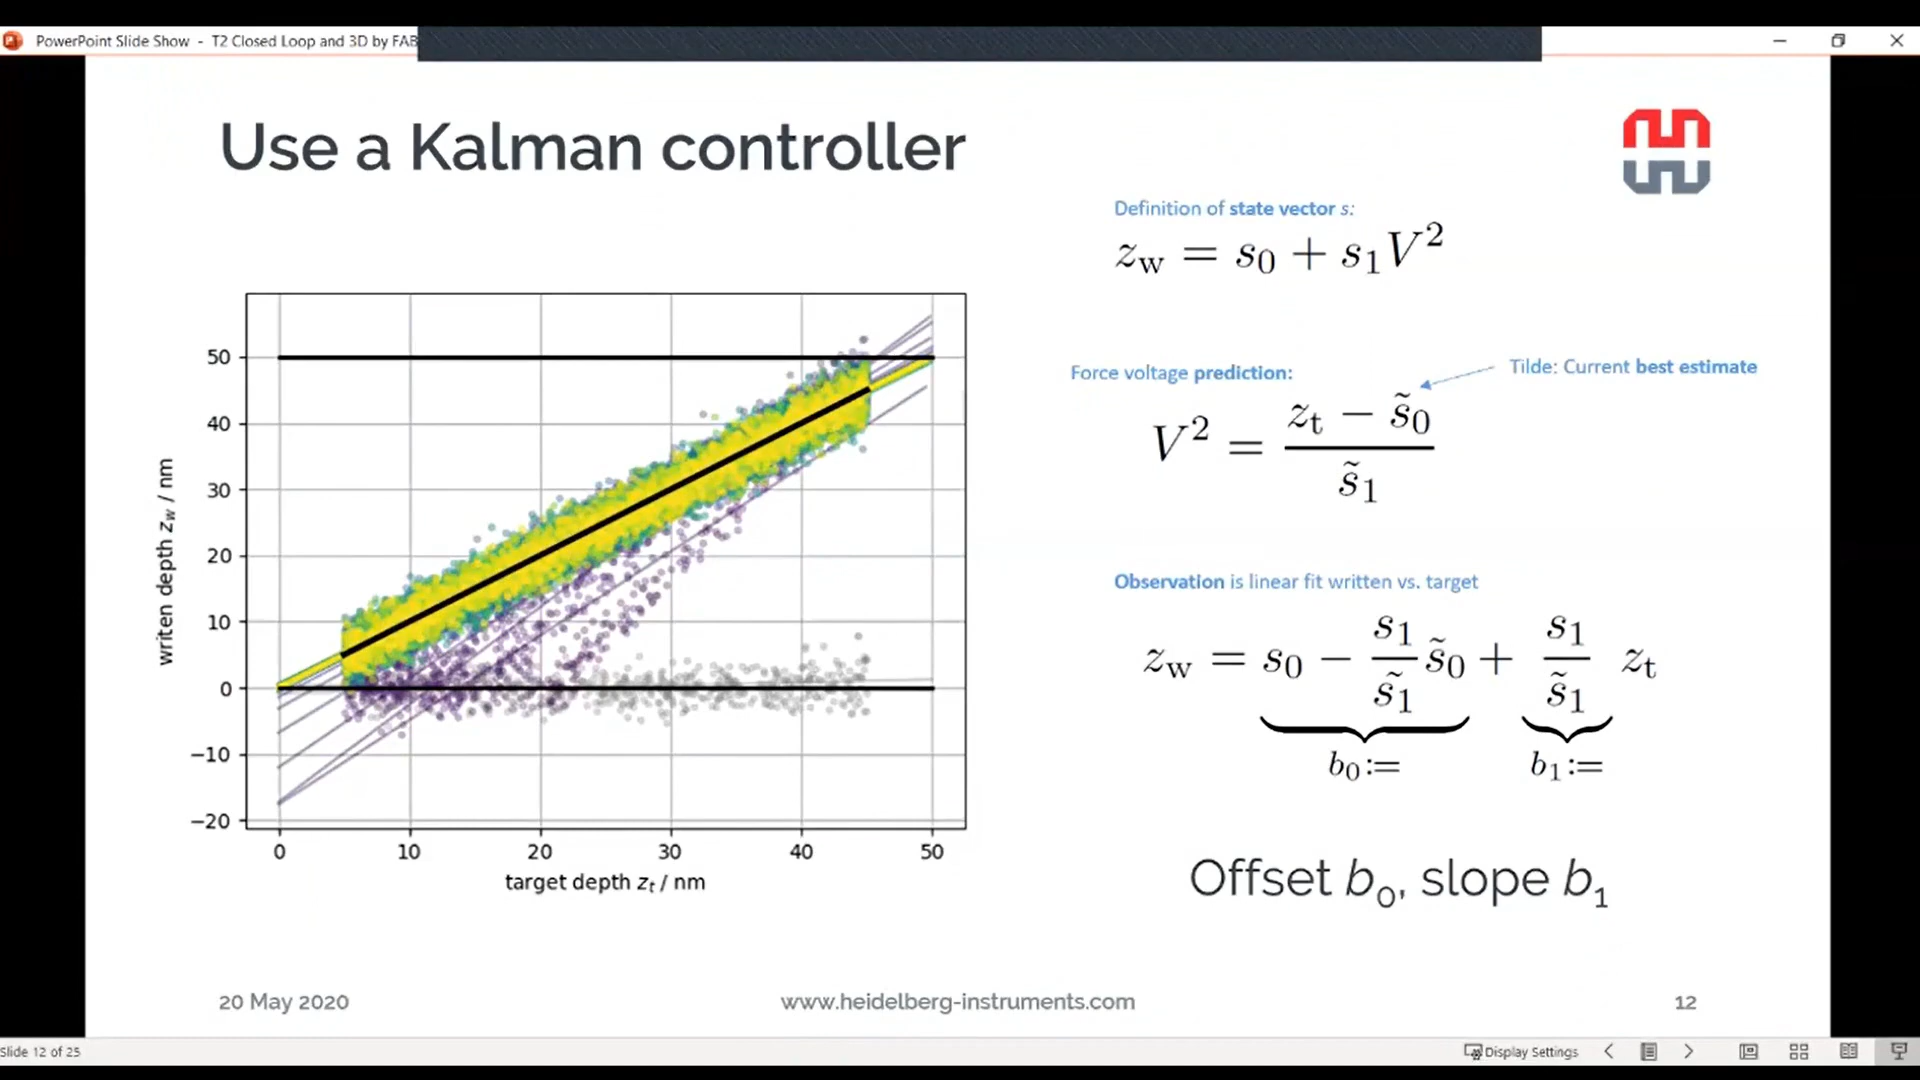 PowerPoint Slide Show - T2 Closed Loop and 3D by FAB
Use a Kalman controller
Definition of state vector s:
z_w = s_0 + s_1 V^2
Force voltage prediction:
Tilde: Current best estimate
V^2 = (z_t − s̃_0) / s̃_1
Observation is linear fit written vs. target
z_w = s_0 − (s_1 / s̃_1) s̃_0 + (s_1 / s̃_1) z_t
b_0 := b_1 :=
Offset b_0, slope b_1
writen depth z_w / nm
50
40
30
20
10
0
−10
−20
0 10 20 30 40 50
target depth z_t / nm
20 May 2020
www.heidelberg-instruments.com
12
Slide 12 of 25
Display Settings